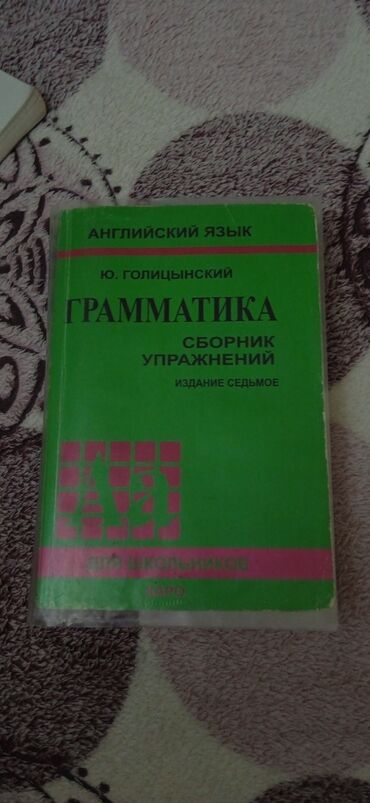 АНГЛИЙСКИЙ ЯЗЫК
Ю. ГОЛИЦЫНСКИЙ
ГРАММАТИКА
СБОРНИК
УПРАЖНЕНИЙ
ИЗДАНИЕ СЕДЬМОЕ
ДЛЯ ШКОЛЬНИКОВ
КАРО